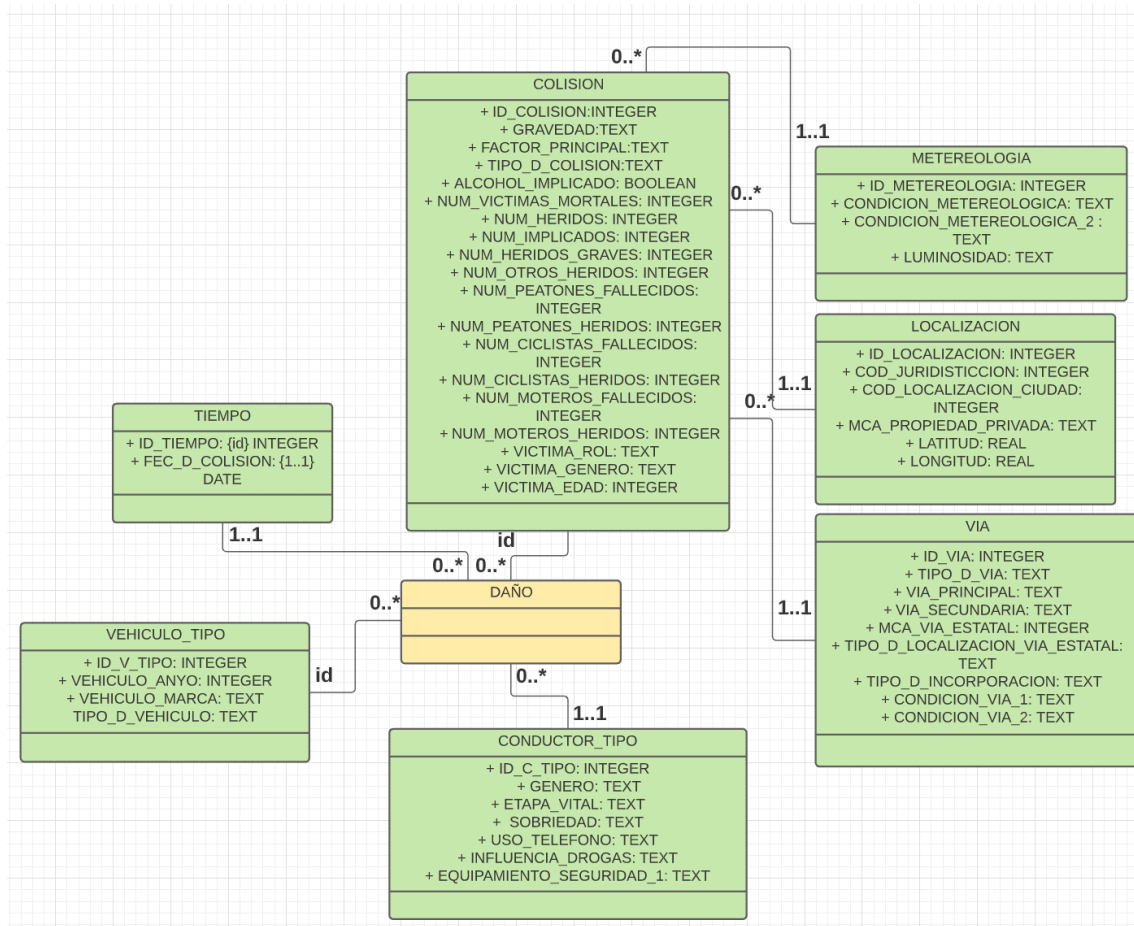 0..*
COLISION
+ ID_COLISION:INTEGER
+ GRAVEDAD:TEXT
+ FACTOR_PRINCIPAL:TEXT
+ TIPO_D_COLISION:TEXT
+ ALCOHOL_IMPLICADO: BOOLEAN
+ NUM_VICTIMAS_MORTALES: INTEGER
+ NUM_HERIDOS: INTEGER
+ NUM_IMPLICADOS: INTEGER
+ NUM_HERIDOS_GRAVES: INTEGER
+ NUM_OTROS_HERIDOS: INTEGER
+ NUM_PEATONES_FALLECIDOS:
INTEGER
+ NUM_PEATONES_HERIDOS: INTEGER
+ NUM_CICLISTAS_FALLECIDOS:
INTEGER
+ NUM_CICLISTAS_HERIDOS: INTEGER
+ NUM_MOTEROS_FALLECIDOS:
INTEGER
+ NUM_MOTEROS_HERIDOS: INTEGER
+ VICTIMA_ROL: TEXT
+ VICTIMA_GENERO: TEXT
+ VICTIMA_EDAD: INTEGER
1..1
METEREOLOGIA
+ ID_METEREOLOGIA: INTEGER
+ CONDICION_METEREOLOGICA: TEXT
+ CONDICION_METEREOLOGICA_2 :
TEXT
+ LUMINOSIDAD: TEXT
0..*
1..1
LOCALIZACION
+ ID_LOCALIZACION: INTEGER
+ COD_JURIDISTICCION: INTEGER
+ COD_LOCALIZACION_CIUDAD:
INTEGER
+ MCA_PROPIEDAD_PRIVADA: TEXT
+ LATITUD: REAL
+ LONGITUD: REAL
0..*
1..1
VIA
+ ID_VIA: INTEGER
+ TIPO_D_VIA: TEXT
+ VIA_PRINCIPAL: TEXT
+ VIA_SECUNDARIA: TEXT
+ MCA_VIA_ESTATAL: INTEGER
+ TIPO_D_LOCALIZACION_VIA_ESTATAL:
TEXT
+ TIPO_D_INCORPORACION: TEXT
+ CONDICION_VIA_1: TEXT
+ CONDICION_VIA_2: TEXT
TIEMPO
+ ID_TIEMPO: {id} INTEGER
+ FEC_D_COLISION: {1..1}
DATE
1..1
id
0..*
0..*
DAÑO
0..*
VEHICULO_TIPO
+ ID_V_TIPO: INTEGER
+ VEHICULO_ANYO: INTEGER
+ VEHICULO_MARCA: TEXT
TIPO_D_VEHICULO: TEXT
id
0..*
1..1
CONDUCTOR_TIPO
+ ID_C_TIPO: INTEGER
+ GENERO: TEXT
+ ETAPA_VITAL: TEXT
+ SOBRIEDAD: TEXT
+ USO_TELEFONO: TEXT
+ INFLUENCIA_DROGAS: TEXT
+ EQUIPAMIENTO_SEGURIDAD_1: TEXT